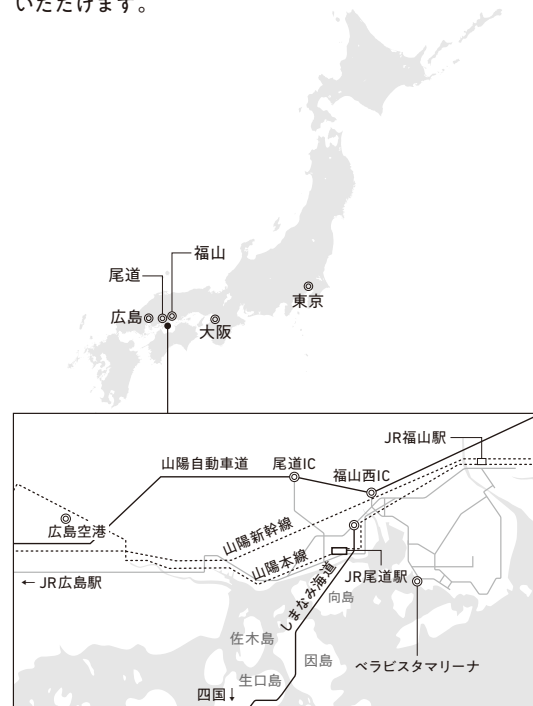 いただけます。
福山
尾道
広島
大阪
東京
JR福山駅
山陽自動車道
尾道IC
福山西IC
広島空港
山陽新幹線
山陽本線
← JR広島駅
JR尾道駅
しまなみ海道
向島
佐木島
因島
ベラビスタマリーナ
生口島
四国↓